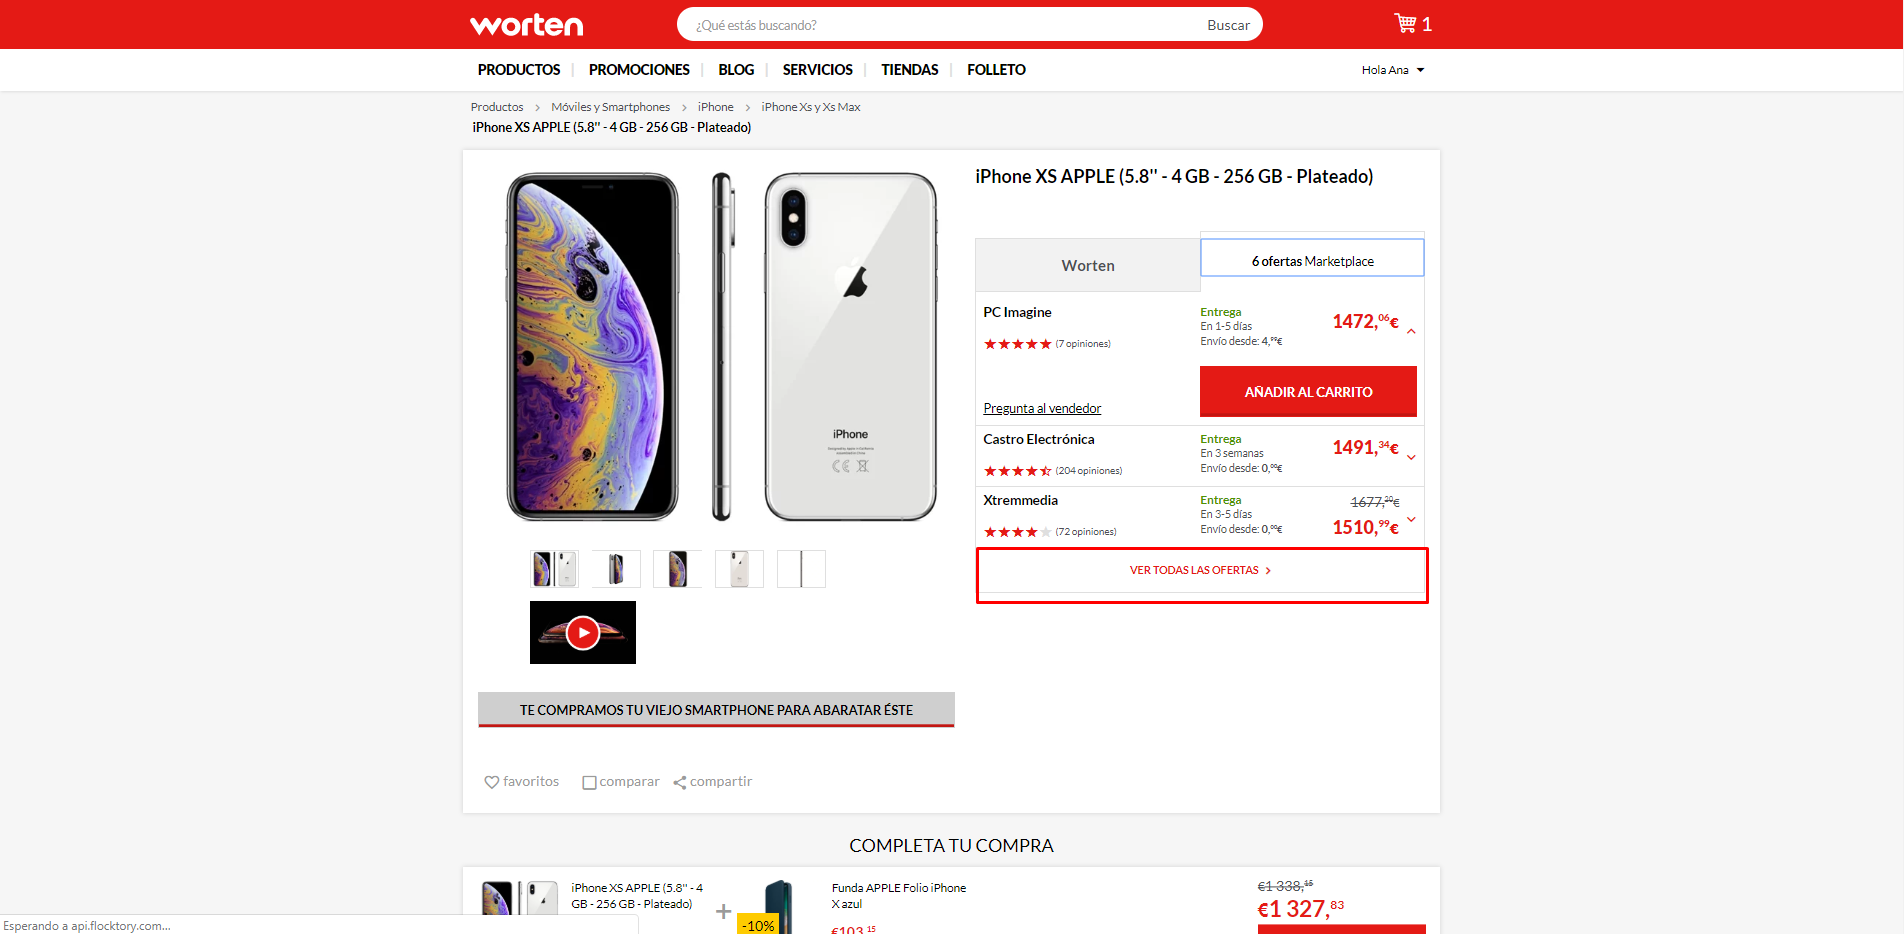 worten
¿Qué estás buscando?
Buscar
1
PRODUCTOS
PROMOCIONES
BLOG
SERVICIOS
TIENDAS
FOLLETO
Hola Ana
Productos > Móviles y Smartphones > iPhone > iPhone Xs y Xs Max
iPhone XS APPLE (5.8'' - 4 GB - 256 GB - Plateado)
iPhone XS APPLE (5.8'' - 4 GB - 256 GB - Plateado)
Worten
6 ofertas Marketplace
PC Imagine
(7 opiniones)
Entrega
En 1-5 días
Envío desde: 4,99€
1472,06€
AÑADIR AL CARRITO
Pregunta al vendedor
Castro Electrónica
(204 opiniones)
Entrega
En 3 semanas
Envío desde: 0,00€
1491,34€
Xtremmedia
(72 opiniones)
Entrega
En 3-5 días
Envío desde: 0,00€
1677,20€
1510,99€
VER TODAS LAS OFERTAS >
iPhone
TE COMPRAMOS TU VIEJO SMARTPHONE PARA ABARATAR ÉSTE
favoritos
comparar
compartir
COMPLETA TU COMPRA
iPhone XS APPLE (5.8'' - 4
GB - 256 GB - Plateado)
+
-10%
Funda APPLE Folio iPhone
X azul
€103,15
€1 338,15
€1 327,83
Esperando a api.flocktory.com...